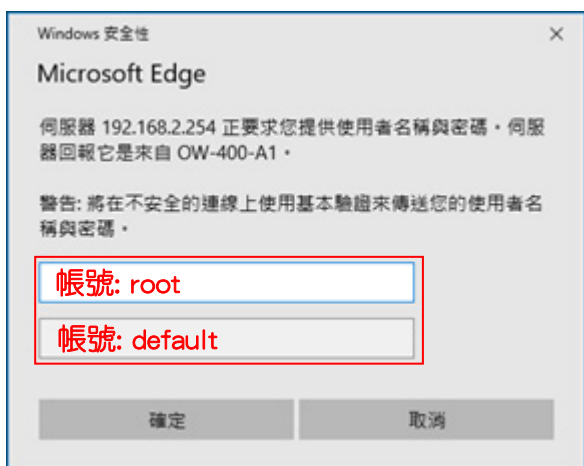 Windows 安全性
Microsoft Edge
伺服器 192.168.2.254 正要求您提供使用者名稱與密碼。伺服
器回報它是來自 OW-400-A1。
警告: 將在不安全的連線上使用基本驗證來傳送您的使用者名
稱與密碼。
帳號: root
帳號: default
確定
取消